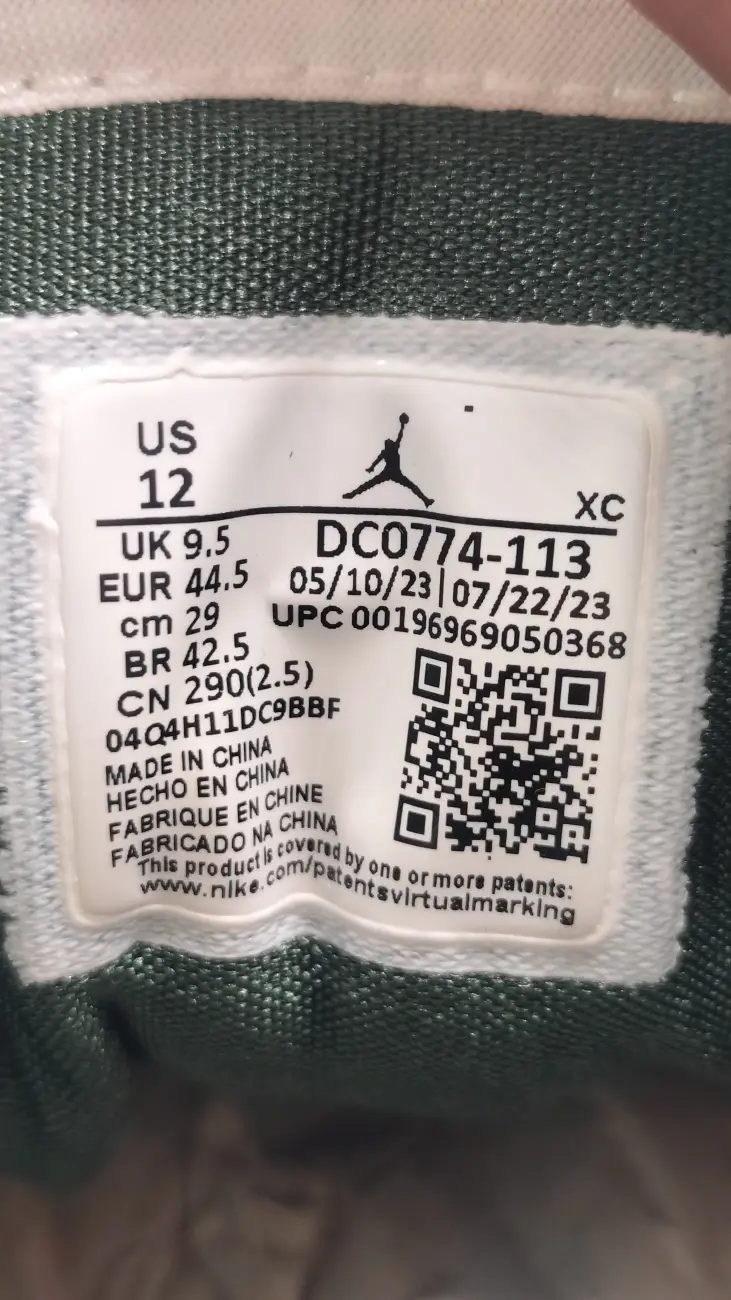 US
12
XC
UK 9.5
EUR 44.5
cm 29
BR 42.5
CN 290(2.5)
04Q4H11DC9BBF
DC0774-113
05/10/23|07/22/23
UPC 00196969050368
MADE IN CHINA
HECHO EN CHINA
FABRIQUE EN CHINE
FABRICADO NA CHINA
This product is covered by one or more patents:
www.nike.com/patentsvirtualmarking